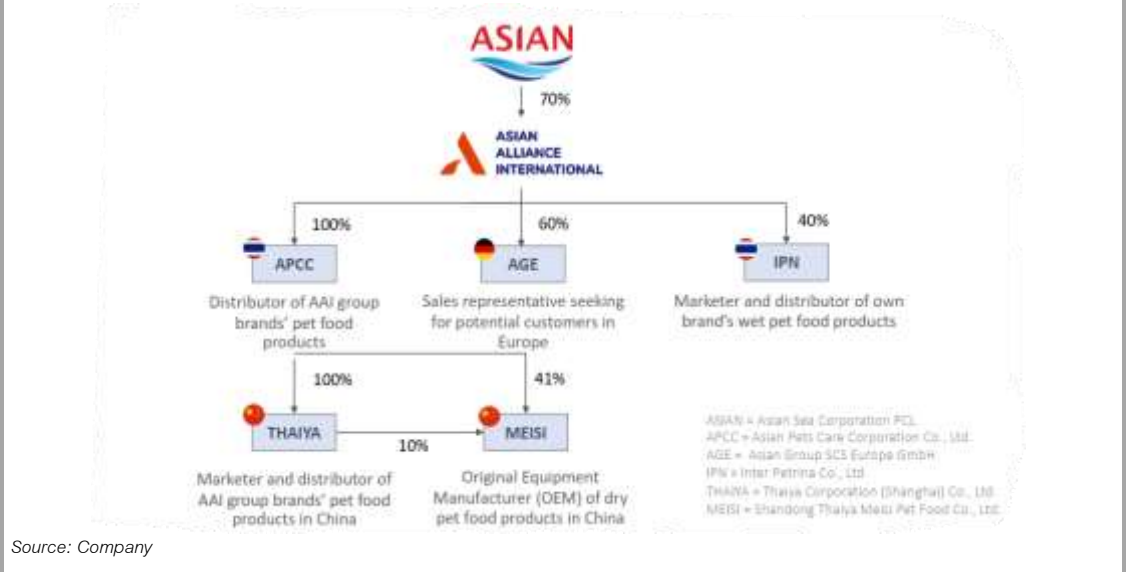 ASIAN
70%
ASIAN
ALLIANCE
INTERNATIONAL
100%
60%
40%
APCC
AGE
IPN
Distributor of AAI group
brands' pet food
products
Sales representative seeking
for potential customers in
Europe
Marketer and distributor of own
brand's wet pet food products
100%
41%
THAIYA
10%
MEISI
Marketer and distributor of
AAI group brands' pet food
products in China
Original Equipment
Manufacturer (OEM) of dry
pet food products in China
ASIAN = Asian Sea Corporation PCL
APCC = Asian Pets Care Corporation Co., Ltd.
AGE = Asian Group SCS Europe GmbH
IPN = Inter Petrina Co., Ltd
THAIYA = Thaiya Corporation (Shanghai) Co., Ltd.
MEISI = Shandong Thaiya Meisi Pet Food Co., Ltd.
Source: Company